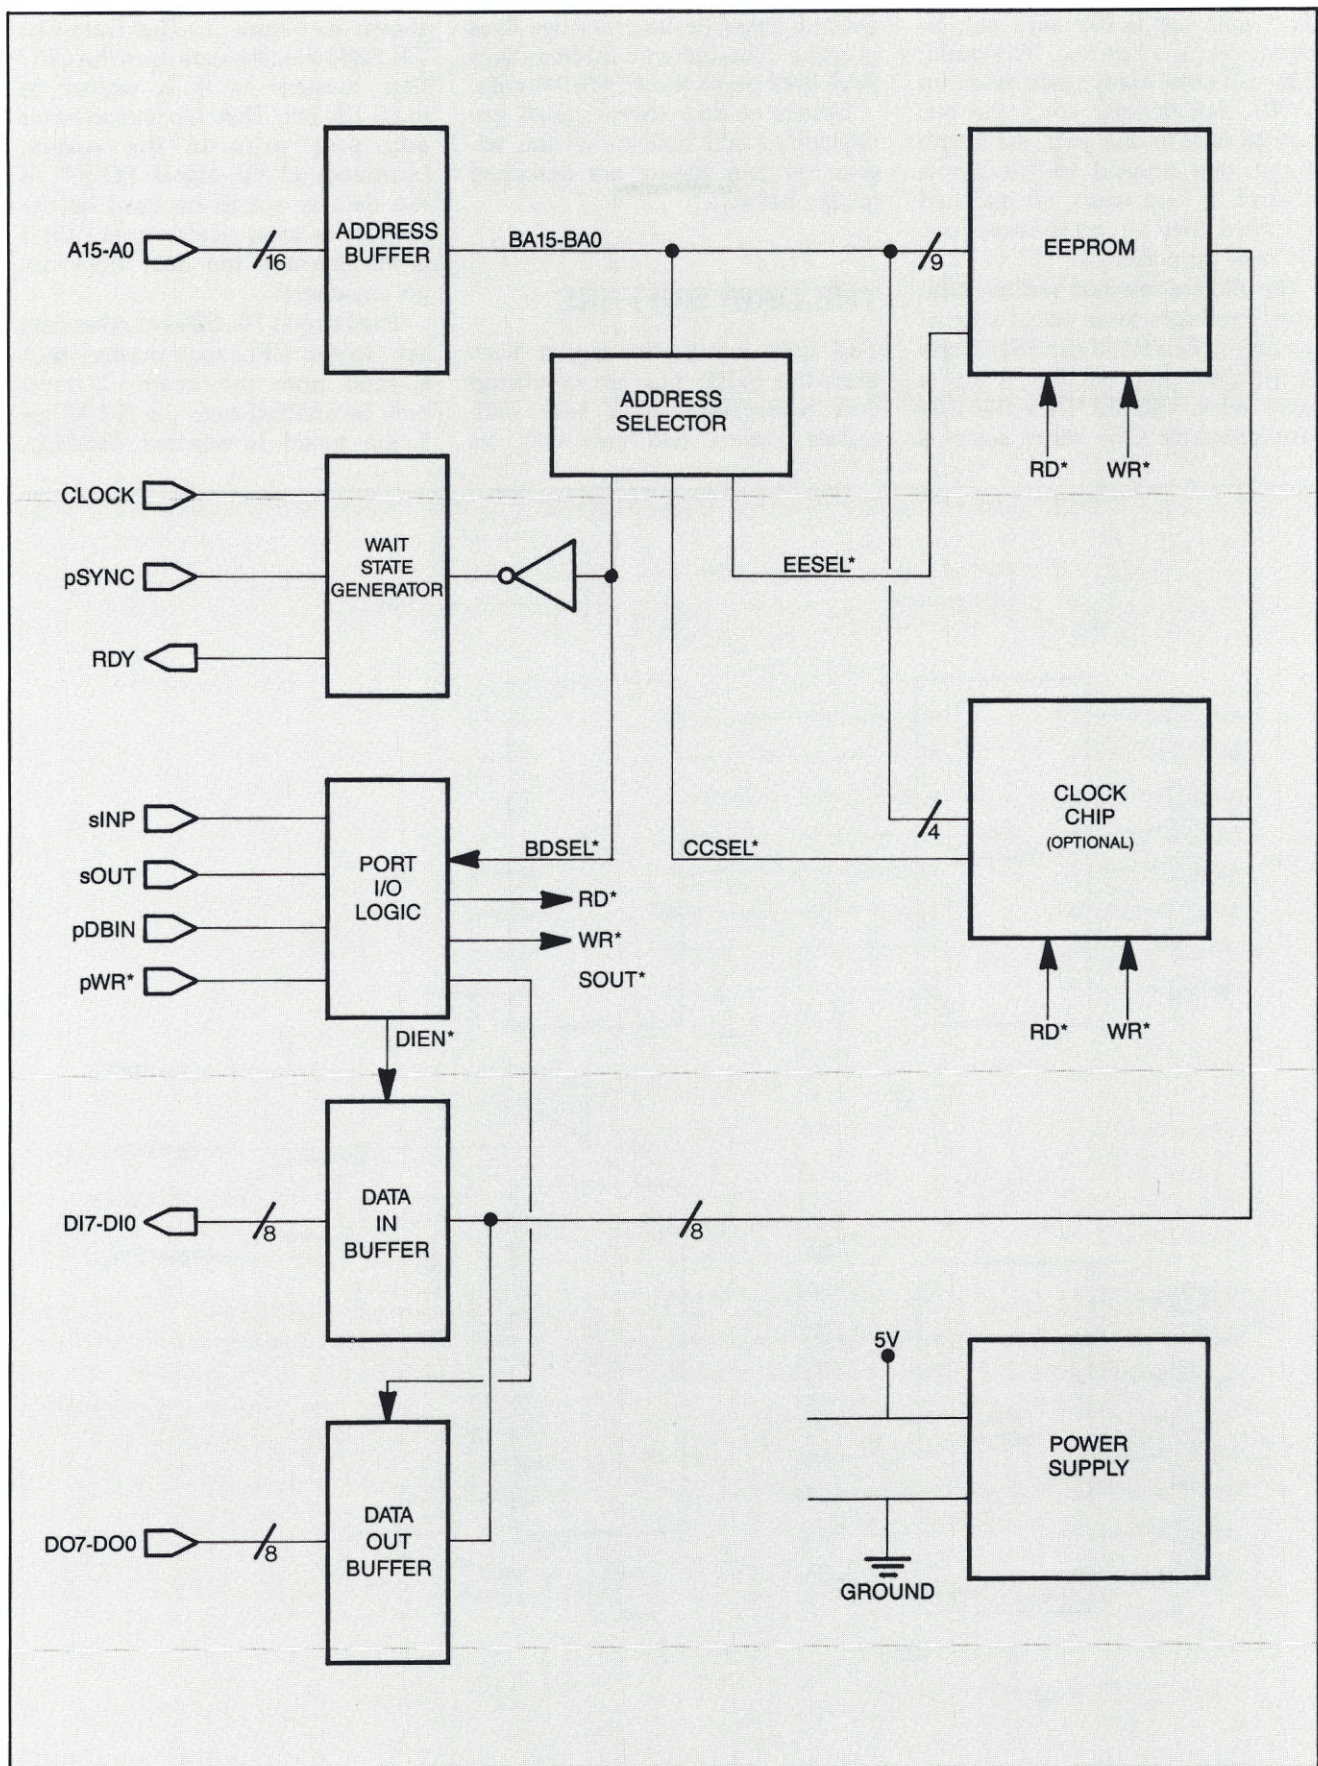 A15-A0
16
ADDRESS
BUFFER
BA15-BA0
9
EEPROM
ADDRESS
SELECTOR
RD*
WR*
CLOCK
pSYNC
RDY
WAIT
STATE
GENERATOR
EESEL*
sINP
sOUT
pDBIN
pWR*
PORT
I/O
LOGIC
BDSEL*
CCSEL*
RD*
WR*
SOUT*
DIEN*
4
CLOCK
CHIP
(OPTIONAL)
RD*
WR*
DI7-DI0
8
DATA
IN
BUFFER
8
5V
POWER
SUPPLY
GROUND
DO7-DO0
8
DATA
OUT
BUFFER